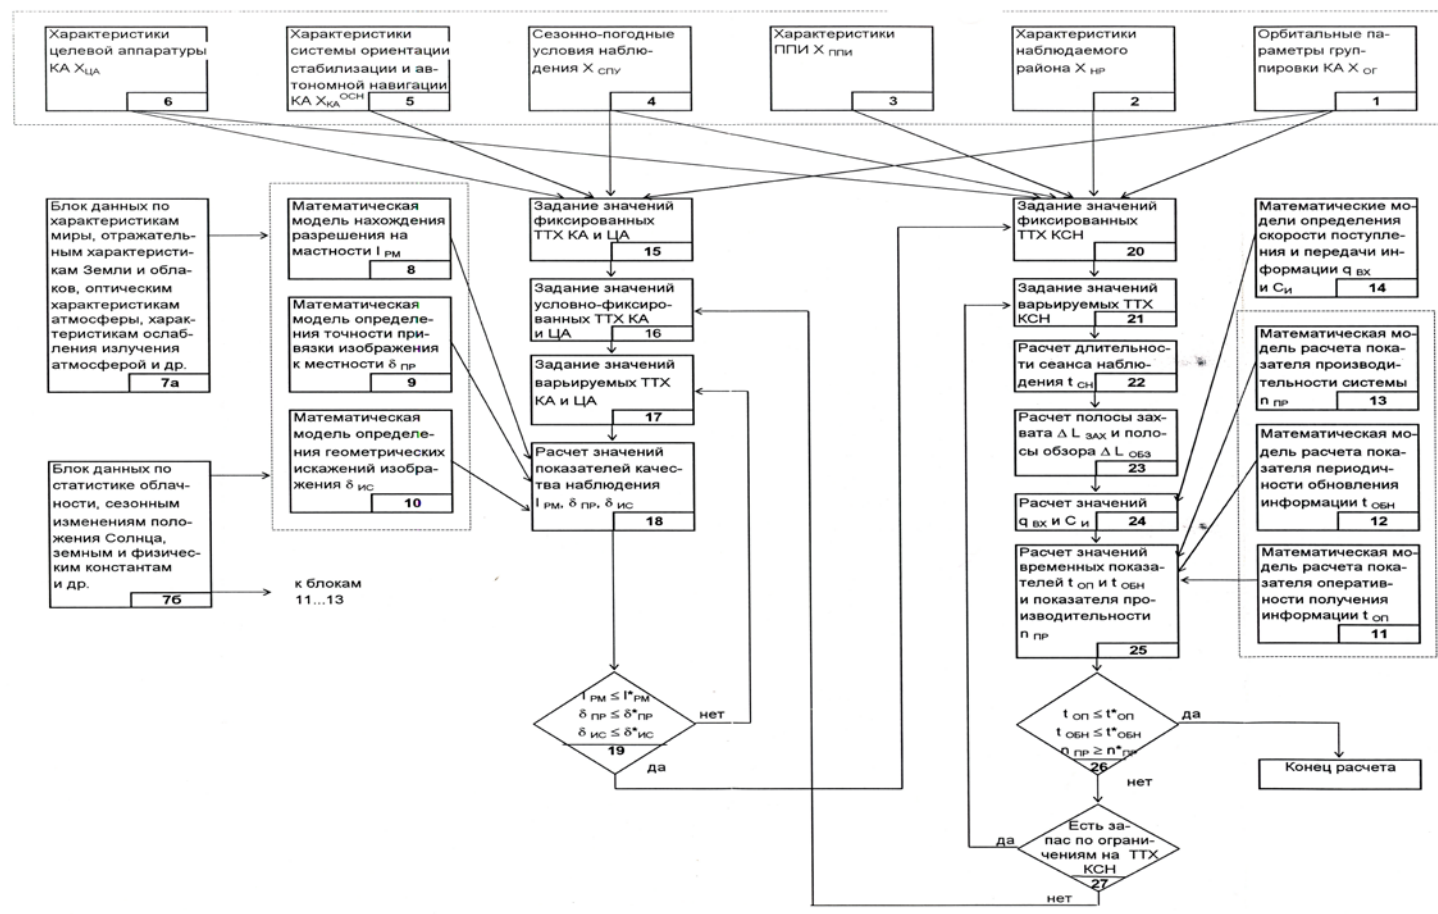 Характеристики
целевой аппаратуры
КА XЦА
6
Характеристики
системы ориентации
стабилизации и ав-
тономной навигации
КА XКА ОСН
5
Сезонно-погодные
условия наблю-
дения X СПУ
4
Характеристики
ППИ X ППИ
3
Характеристики
наблюдаемого
района X НР
2
Орбитальные па-
раметры груп-
пировки КА X ОГ
1
Блок данных по
характеристикам
миры, отражатель-
ным характеристи-
кам Земли и обла-
ков, оптическим
характеристикам
атмосферы, харак-
теристикам ослаб-
ления излучения
атмосферой и др.
7а
Блок данных по
статистике облач-
ности, сезонным
изменениям поло-
жения Солнца,
земным и физичес-
ким константам
и др.
7б
к блокам
11...13
Математическая
модель нахождения
разрешения на
мастности l РМ
8
Математическая
модель определе-
ния точности при-
вязки изображения
к местности δ ПР
9
Математическая
модель определе-
ния геометрических
искажений изобра-
жения δ ИС
10
Задание значений
фиксированных
ТТХ КА и ЦА
15
Задание значений
условно-фиксиро-
ванных ТТХ КА
и ЦА
16
Задание значений
варьируемых ТТХ
КА и ЦА
17
Расчет значений
показателей качес-
тва наблюдения
l РМ, δ ПР, δ ИС
18
l РМ ≤ l*РМ
δ ПР ≤ δ*ПР
δ ИС ≤ δ*ИС
19
нет
да
Задание значений
фиксированных
ТТХ КСН
20
Задание значений
варьируемых ТТХ
КСН
21
Расчет длительнос-
ти сеанса наблю-
дения t СН
22
Расчет полосы зах-
вата Δ L ЗАХ и поло-
сы обзора Δ L ОБЗ
23
Расчет значений
q ВХ и С И
24
Расчет значений
временных показа-
телей t ОП и t ОБН
и показателя про-
изводительности
n ПР
25
t ОП ≤ t*ОП
t ОБН ≤ t*ОБН
n ПР ≥ n*ПР
26
да
нет
Есть за-
пас по ограни-
чениям на ТТХ
КСН
27
да
нет
Математические мо-
дели определения
скорости поступле-
ния и передачи ин-
формации q ВХ
и СИ
14
Математическая мо-
дель расчета пока-
зателя производи-
тельности системы
n ПР
13
Математическая мо-
дель расчета пока-
зателя периодич-
ности обновления
информации t ОБН
12
Математическая мо-
дель расчета пока-
зателя оператив-
ности получения
информации t ОП
11
Конец расчета